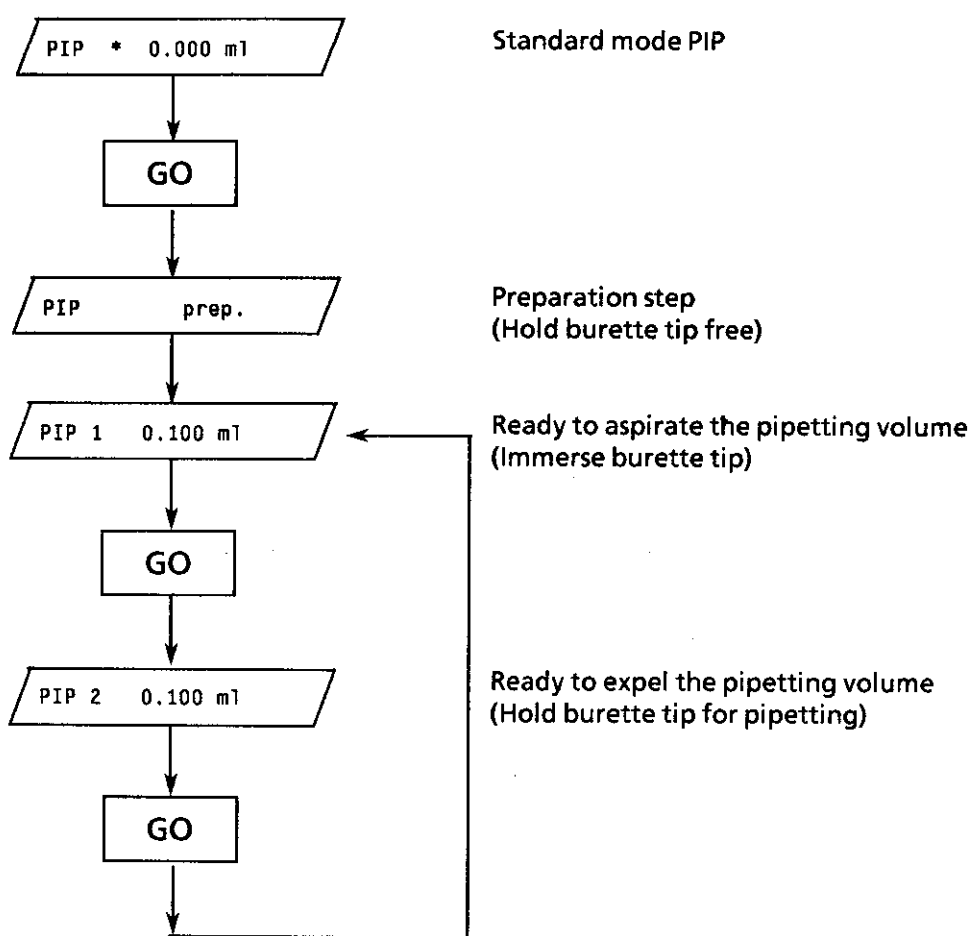 PIP * 0.000 ml
Standard mode PIP
GO
PIP prep.
Preparation step
(Hold burette tip free)
PIP 1 0.100 ml
Ready to aspirate the pipetting volume
(Immerse burette tip)
GO
PIP 2 0.100 ml
Ready to expel the pipetting volume
(Hold burette tip for pipetting)
GO